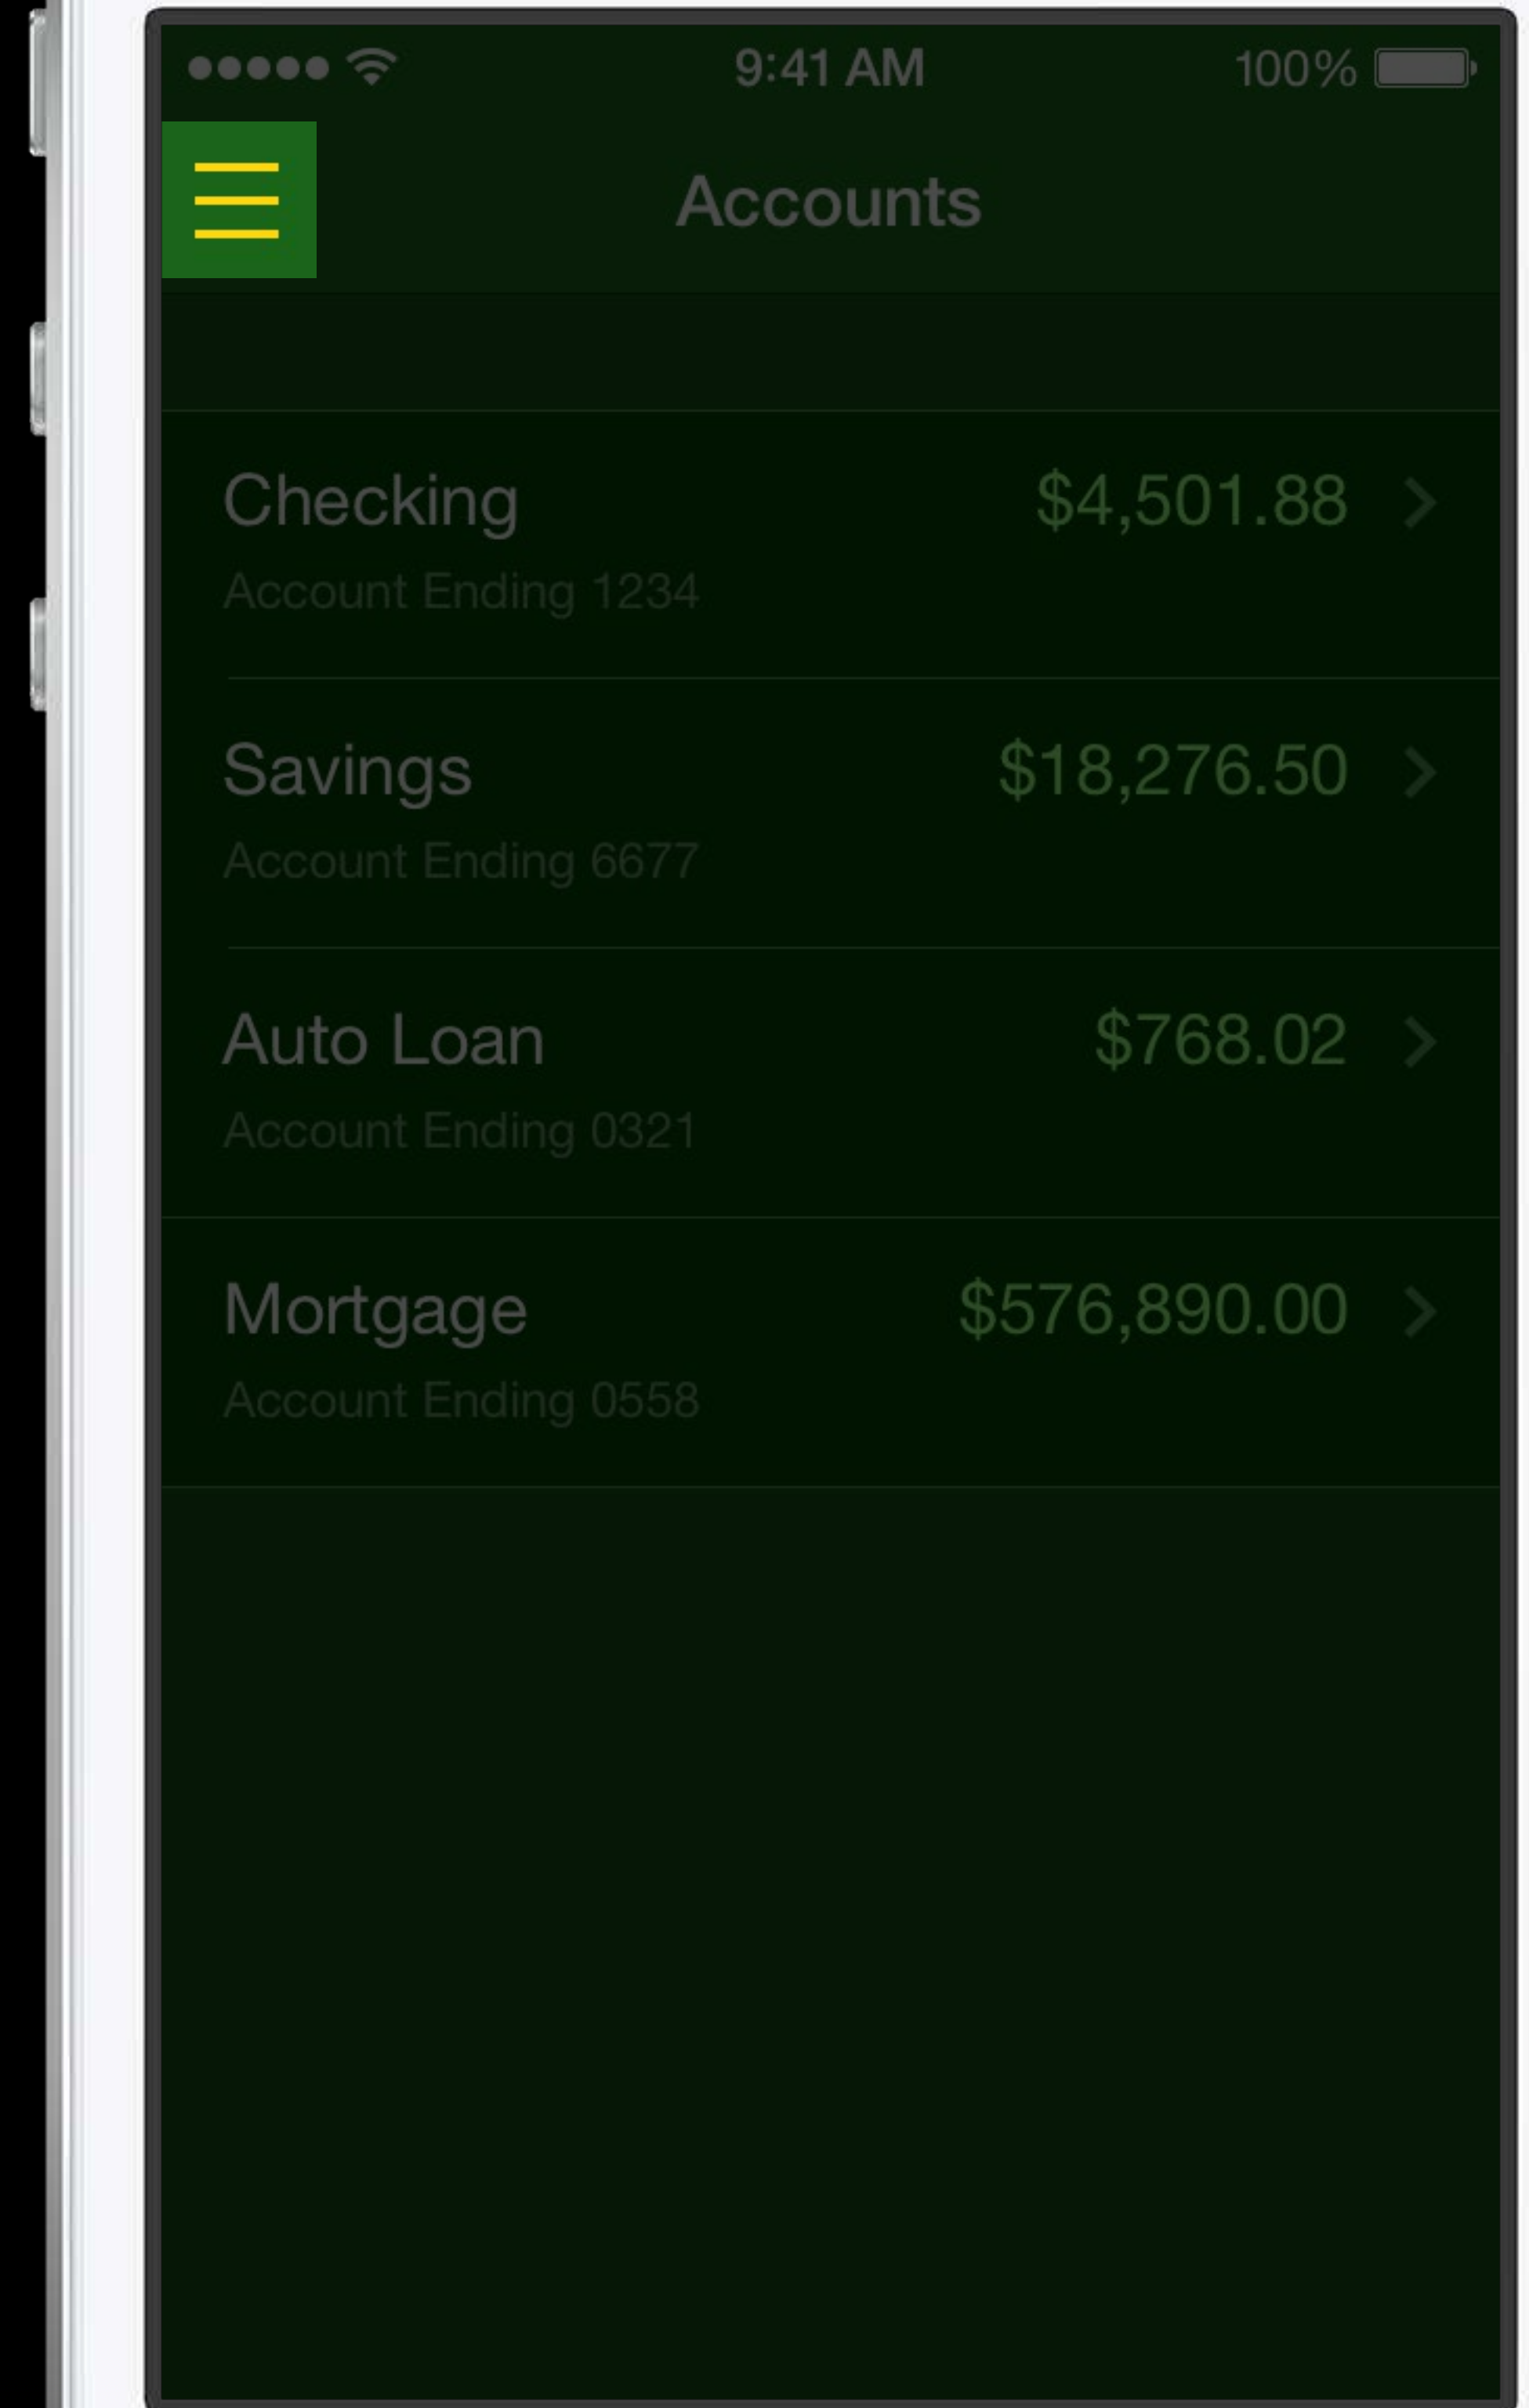 9:41 AM 100%
Accounts
Checking $4,501.88
Account Ending 1234
Savings $18,276.50
Account Ending 6677
Auto Loan $768.02
Account Ending 0321
Mortgage $576,890.00
Account Ending 0558